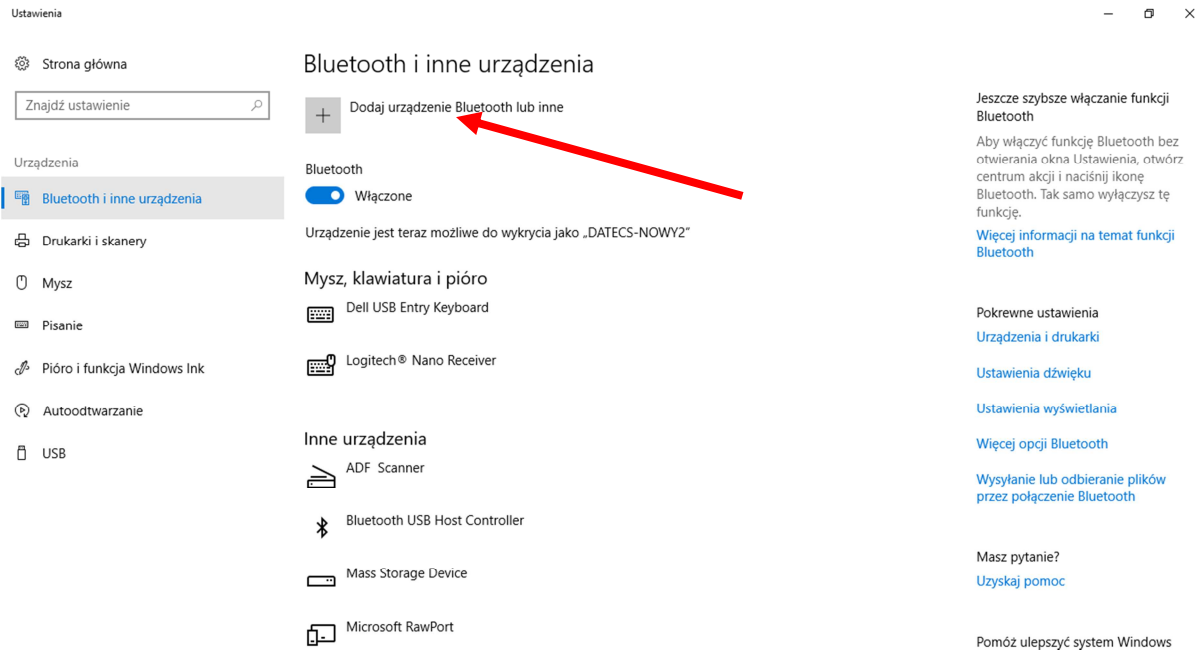 Ustawienia
Strona główna
Znajdź ustawienie
Urządzenia
Bluetooth i inne urządzenia
Drukarki i skanery
Mysz
Pisanie
Pióro i funkcja Windows Ink
Autoodtwarzanie
USB
Bluetooth i inne urządzenia
Dodaj urządzenie Bluetooth lub inne
Bluetooth
Włączone
Urządzenie jest teraz możliwe do wykrycia jako „DATECS-NOWY2”
Mysz, klawiatura i pióro
Dell USB Entry Keyboard
Logitech® Nano Receiver
Inne urządzenia
ADF Scanner
Bluetooth USB Host Controller
Mass Storage Device
Microsoft RawPort
Jeszcze szybsze włączanie funkcji
Bluetooth
Aby włączyć funkcję Bluetooth bez
otwierania okna Ustawienia, otwórz
centrum akcji i naciśnij ikonę
Bluetooth. Tak samo wyłączysz tę
funkcję.
Więcej informacji na temat funkcji
Bluetooth
Pokrewne ustawienia
Urządzenia i drukarki
Ustawienia dźwięku
Ustawienia wyświetlania
Więcej opcji Bluetooth
Wysyłanie lub odbieranie plików
przez połączenie Bluetooth
Masz pytanie?
Uzyskaj pomoc
Pomóż ulepszyć system Windows